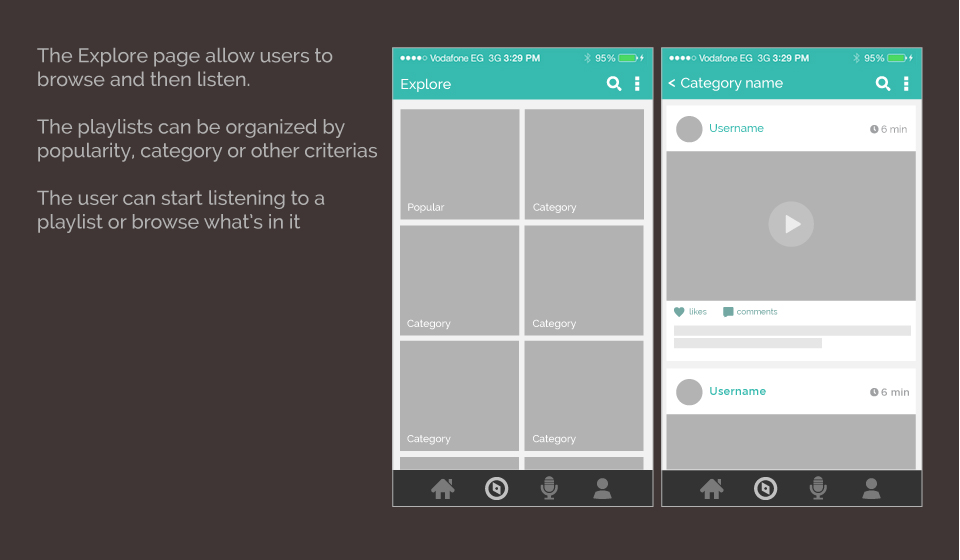 The Explore page allow users to
browse and then listen.
The playlists can be organized by
popularity, category or other criterias
The user can start listening to a
playlist or browse what's in it
Vodafone EG 3G 3:29 PM 95%
Explore
Popular Category
Category Category
Category Category
Vodafone EG 3G 3:29 PM 95%
< Category name
Username 6 min
likes comments
Username 6 min